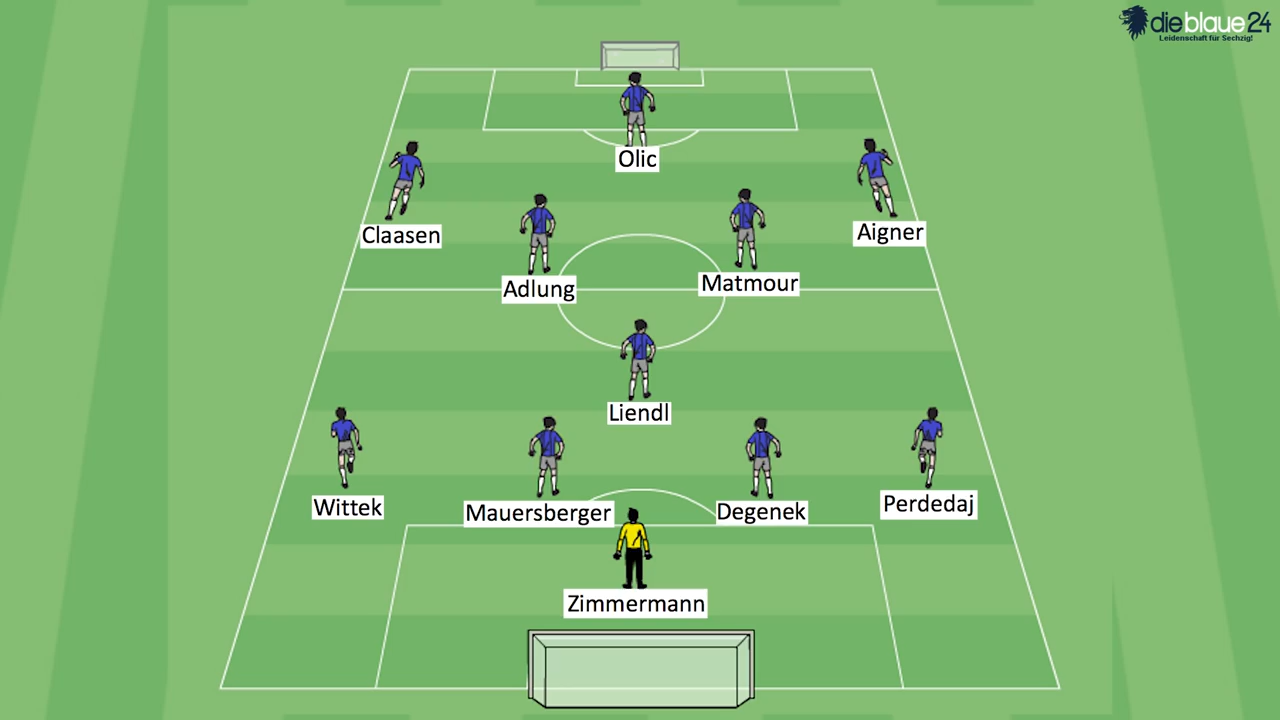 dieblaue24
Leidenschaft für Sechzig!
Olic
Claasen
Aigner
Adlung
Matmour
Liendl
Wittek
Mauersberger
Degenek
Perdedaj
Zimmermann